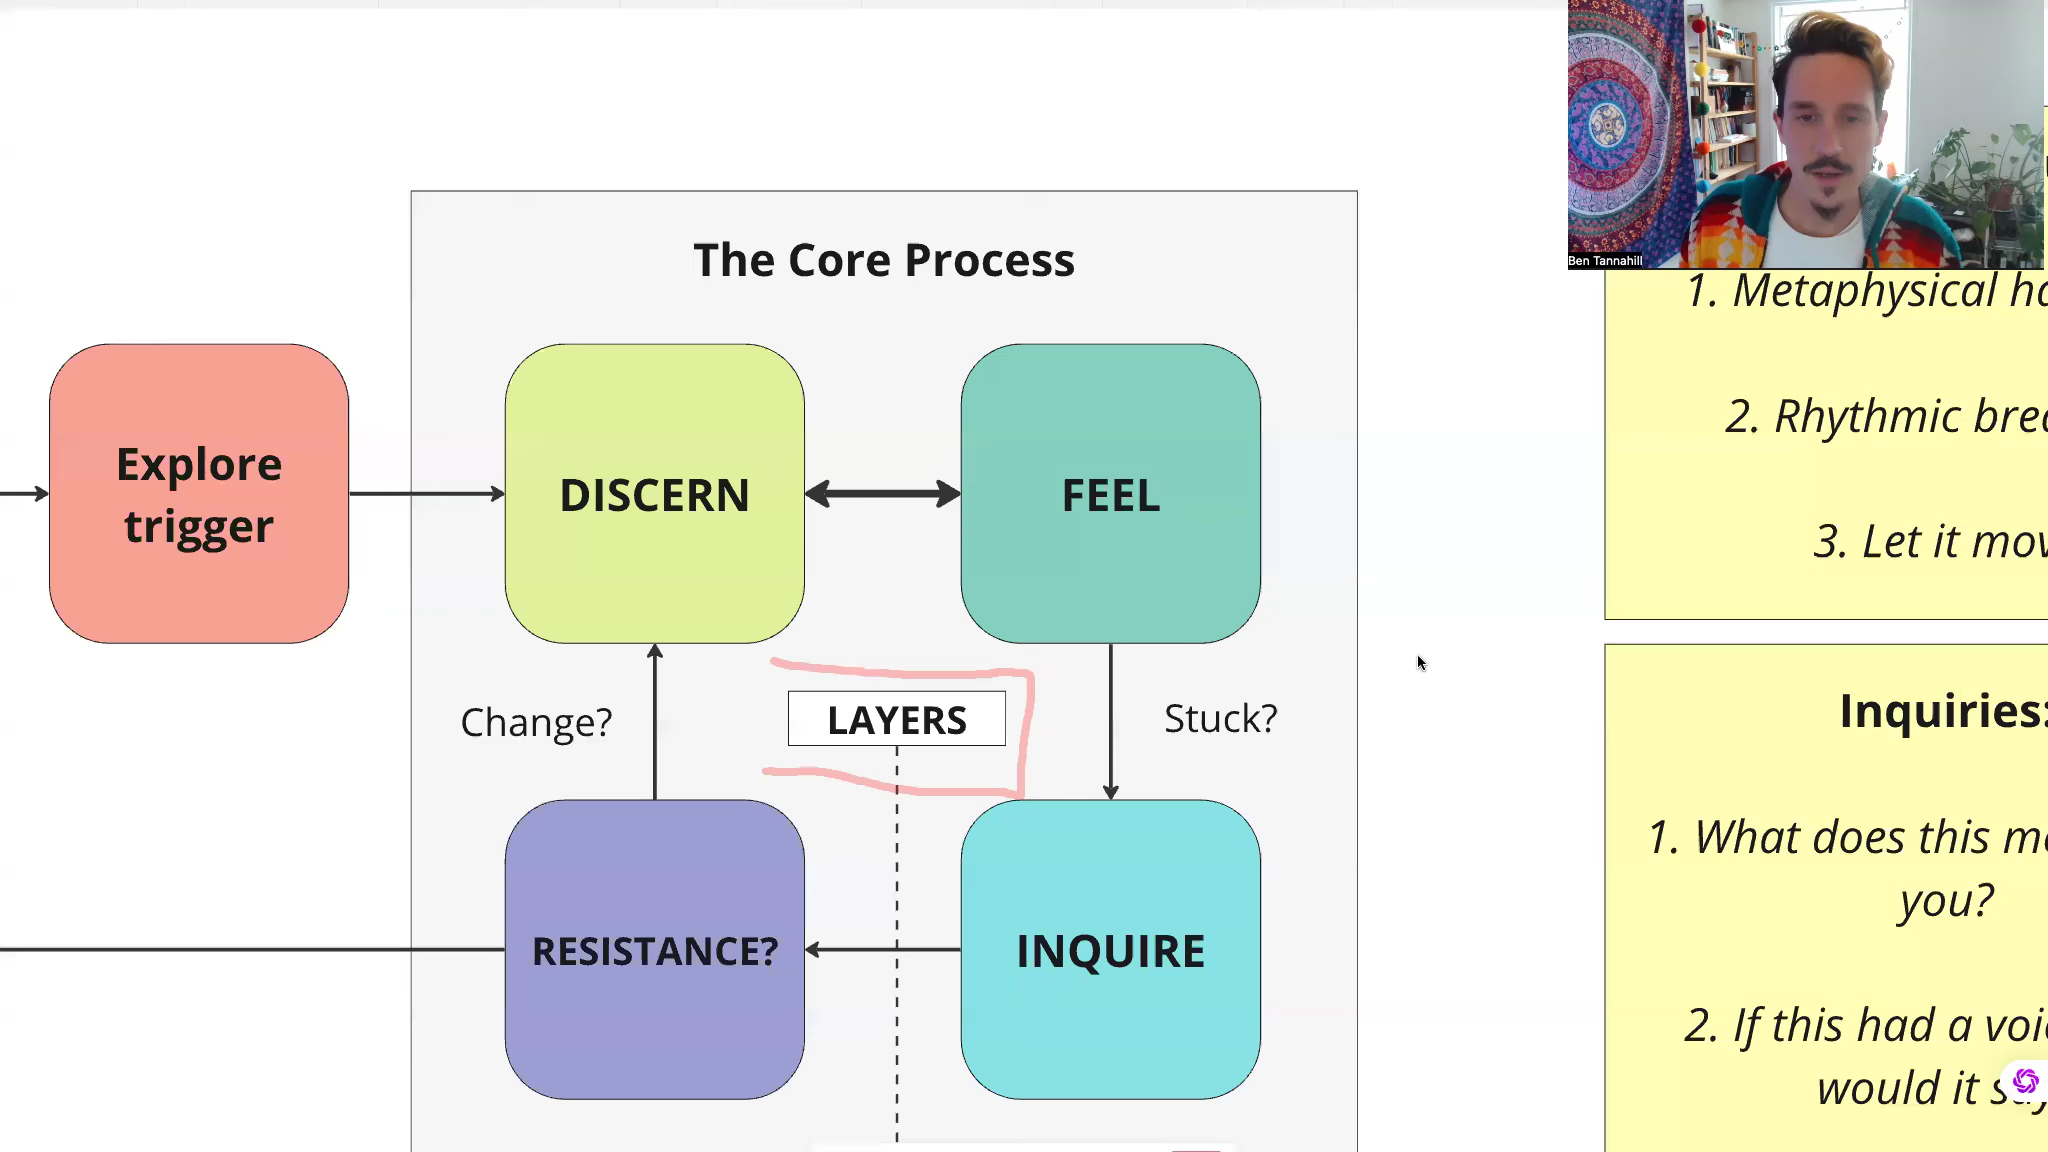 Ben Tannahill
The Core Process
Explore
trigger
DISCERN
FEEL
Change?
LAYERS
Stuck?
RESISTANCE?
INQUIRE
1. Metaphysical
2. Rhythmic
3. Let it
Inquiries:
1. What does this
you?
2. If this had a
would it